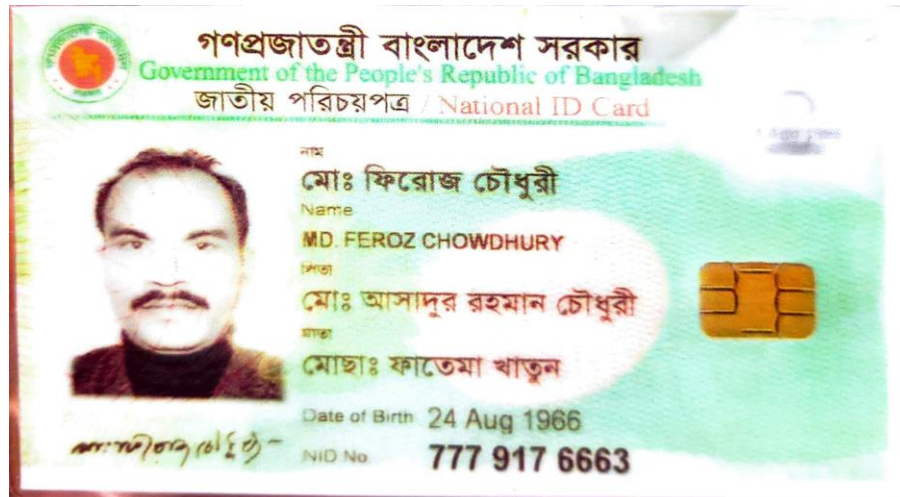 গণপ্রজাতন্ত্রী বাংলাদেশ সরকার
Government of the People's Republic of Bangladesh
জাতীয় পরিচয়পত্র / National ID Card
নাম
মোঃ ফিরোজ চৌধুরী
Name
MD. FEROZ CHOWDHURY
পিতা
মোঃ আসাদুর রহমান চৌধুরী
মাতা
মোছাঃ ফাতেমা খাতুন
Date of Birth 24 Aug 1966
NID No. 777 917 6663